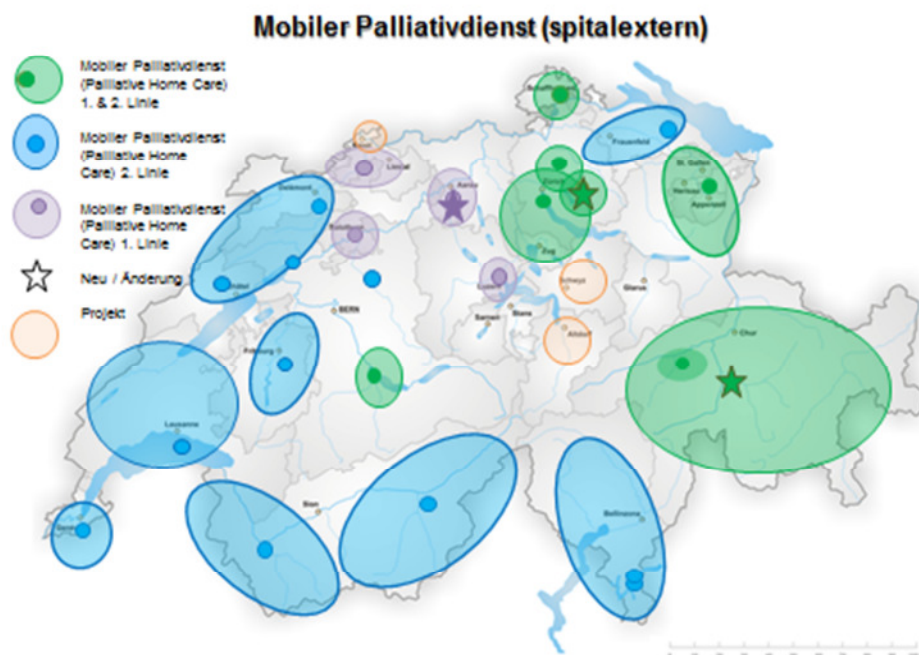 Mobiler Palliativdienst (spitalextern)
Mobiler Palliativdienst
(Palliative Home Care)
1. & 2. Linie
Mobiler Palliativdienst
(Palliative Home
Care) 2. Linie
Mobiler Palliativdienst
(Palliative Home
Care) 1. Linie
Neu / Änderung
Projekt
Frauenfeld
St. Gallen
Herisau
Appenzell
Liestal
Aarau
Delémont
Zug
Luzern
Schwyz
Glarus
Stans
Sarnen
Altdorf
BERN
Chur
Fribourg
Lausanne
Sion
Bellinzona